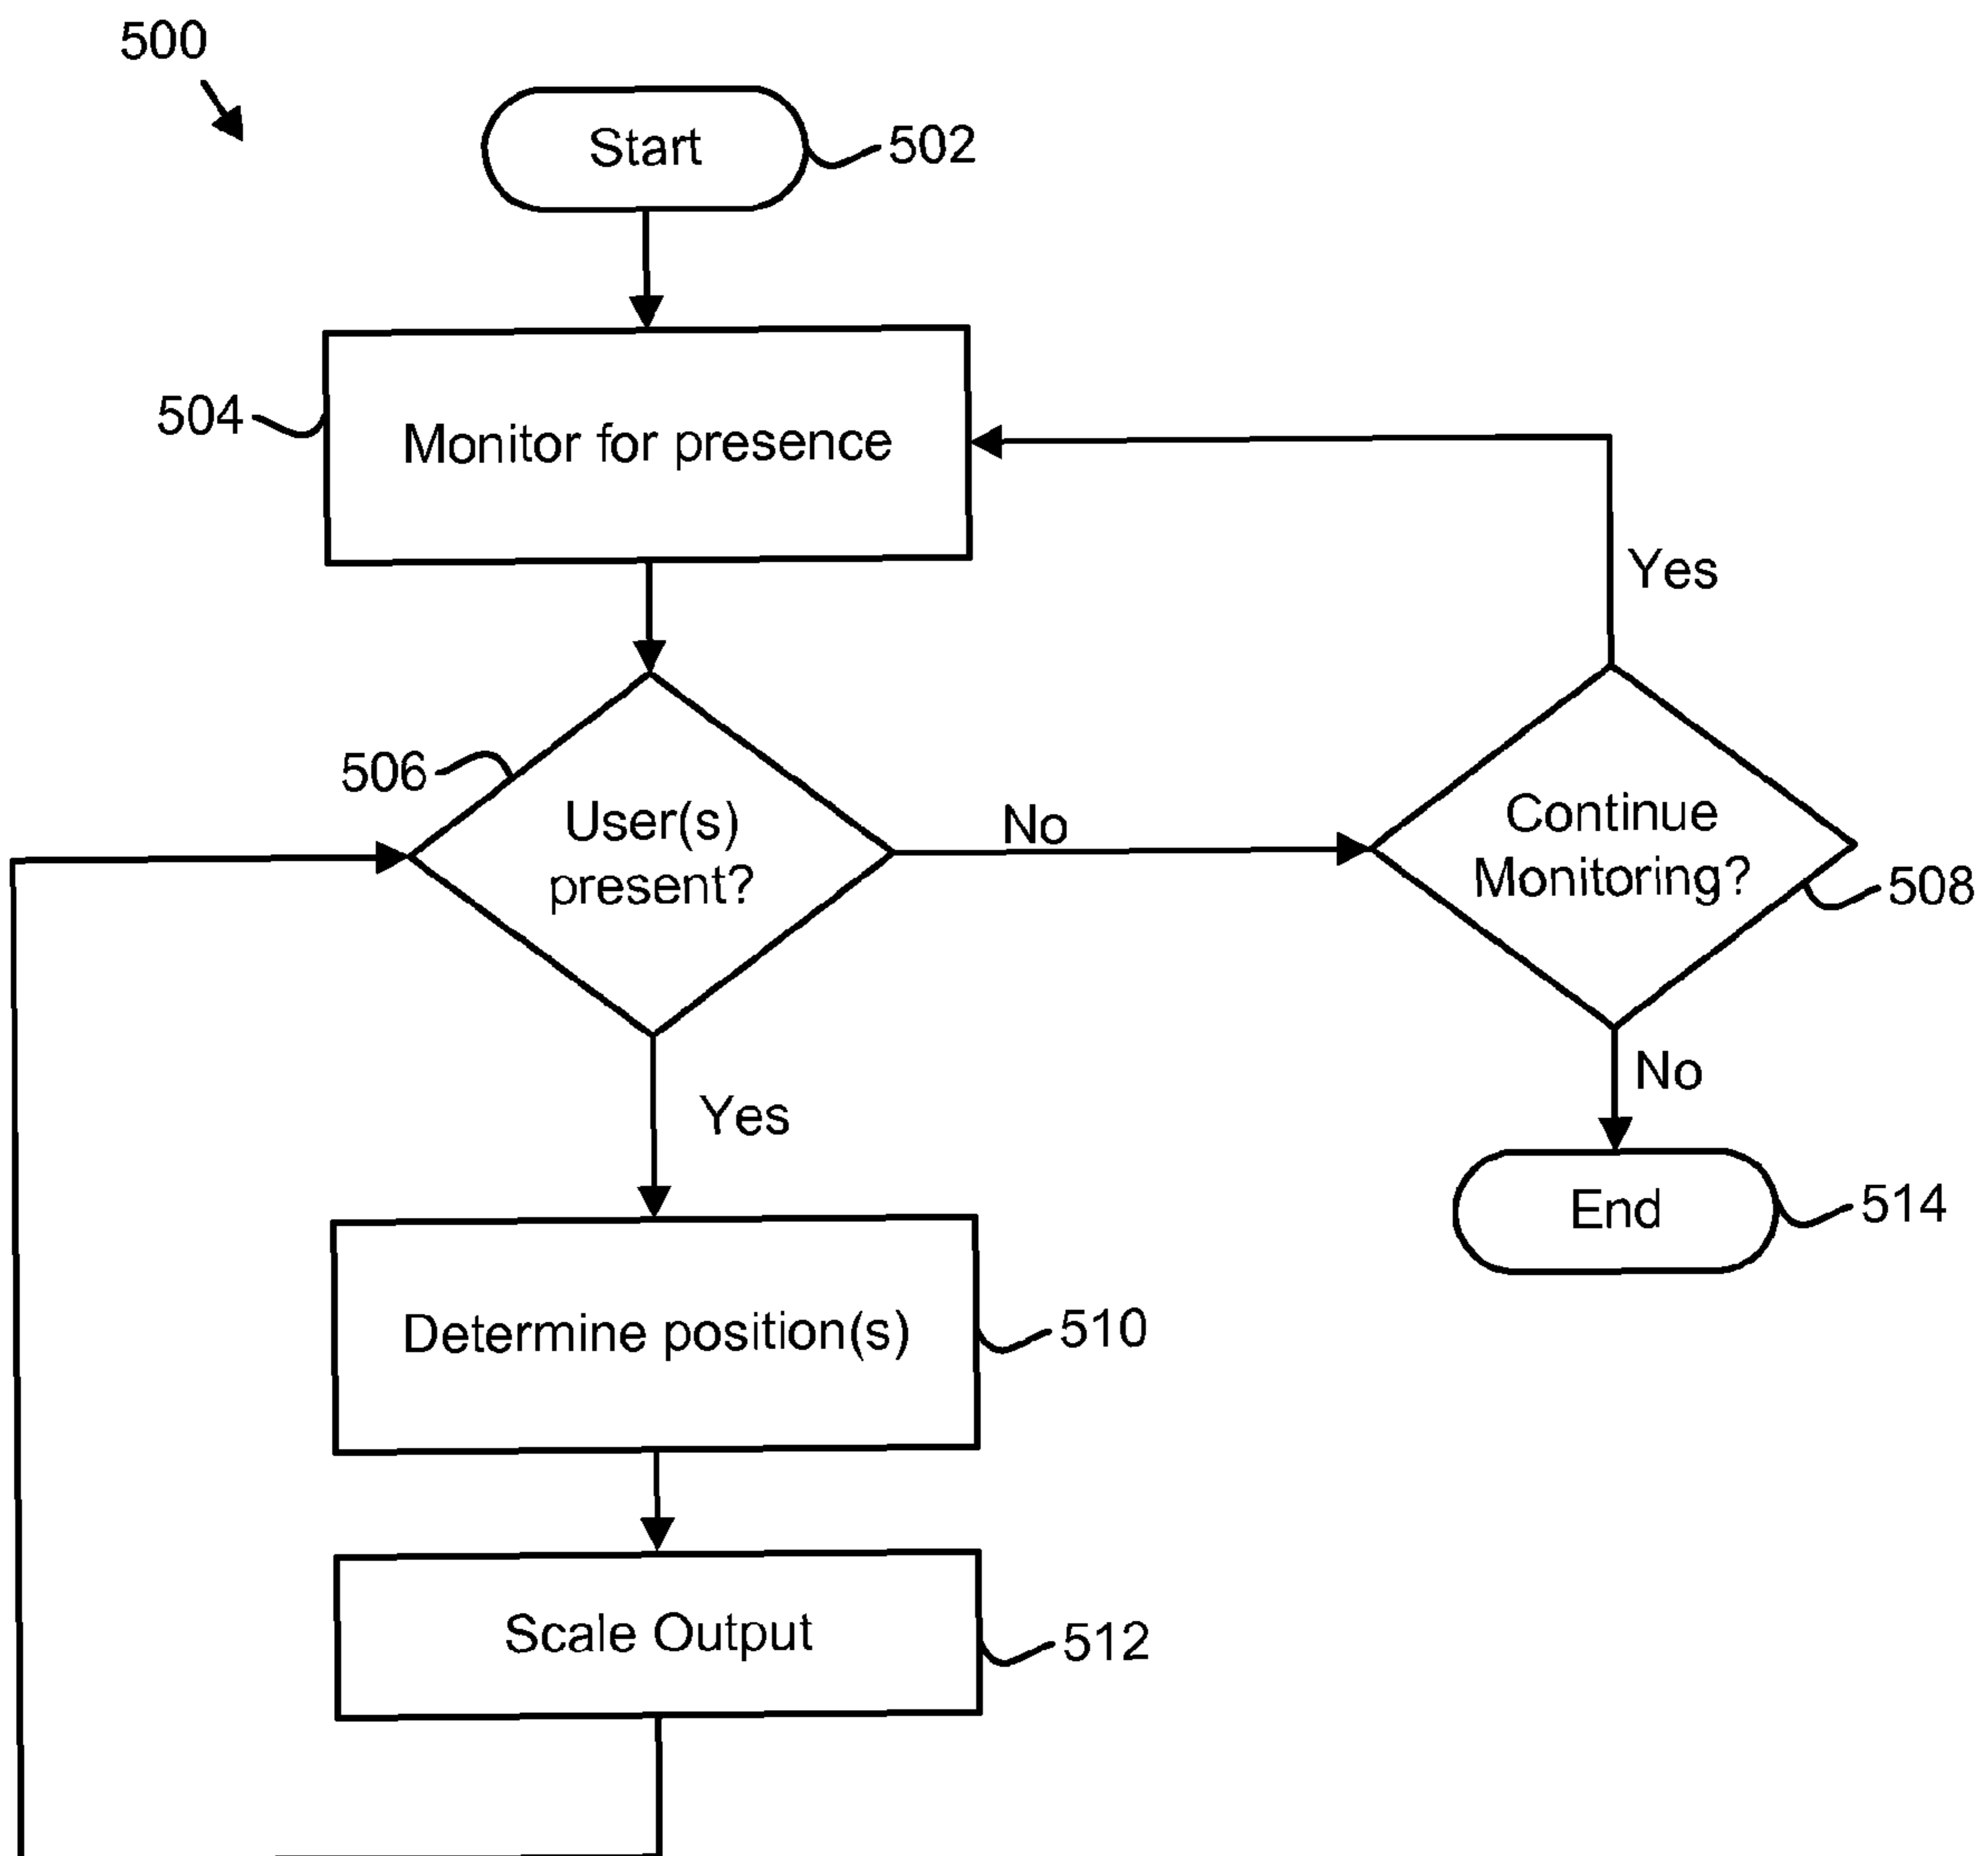 500
Start
502
504
Monitor for presence
Yes
506
User(s)
present?
No
Continue
Monitoring?
508
Yes
No
End
514
Determine position(s)
510
Scale Output
512